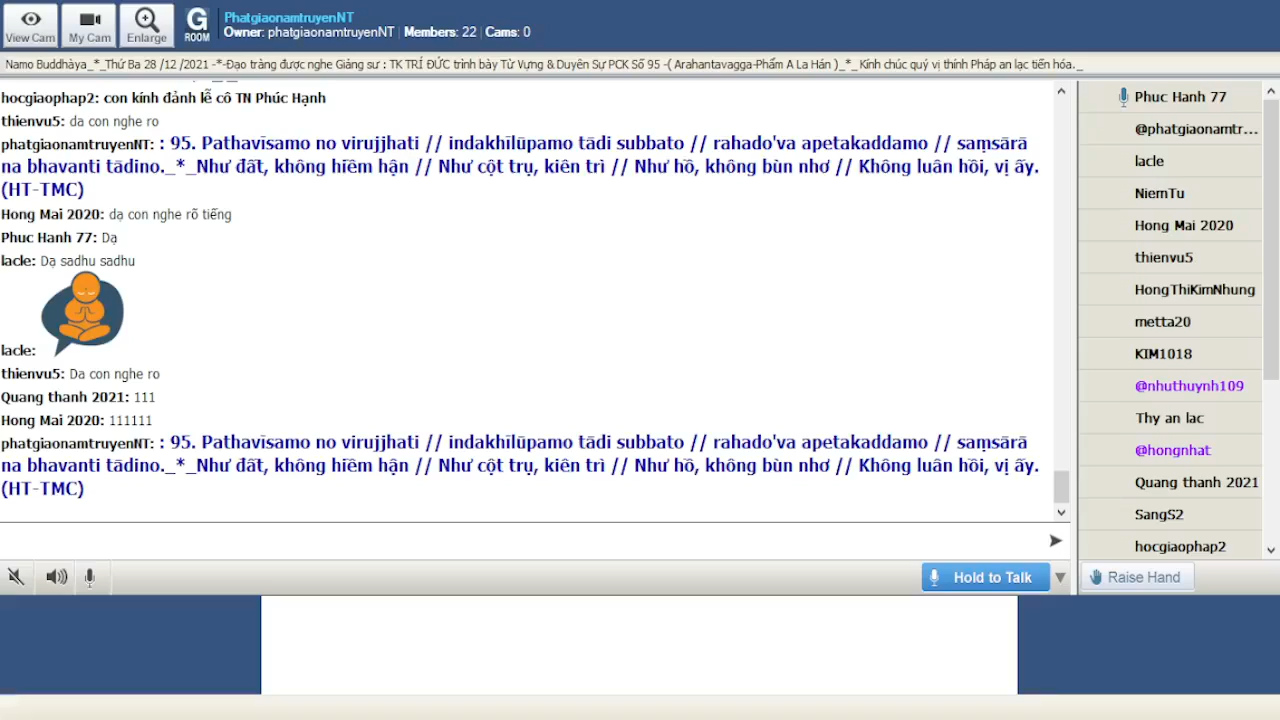 View Cam
My Cam
Enlarge
G
ROOM
PhatgiaonamtruyenNT
Owner: phatgiaonamtruyenNT | Members: 22 | Cams: 0
Namo Buddhàya_*_Thứ Ba 28 /12 /2021 -*-Đạo tràng được nghe Giảng sư : TK TRÍ ĐỨC trình bày Từ Vựng & Duyên Sự PCK Số 95 -( Arahantavagga-Phẩm A La Hán )_*_ Kính chúc quý vị thính Pháp an lạc tiến hóa._
hocgiaophap2: con kính đảnh lễ cô TN Phúc Hạnh
thienvu5: da con nghe ro
phatgiaonamtruyenNT: : 95. Pathavīsamo no virujjhati // indakhīlūpamo tādi subbato // rahado'va apetakaddamo // saṃsārā
na bhavanti tādino._*_Như đất, không hiềm hận // Như cột trụ, kiên trì // Như hồ, không bùn nhơ // Không luân hồi, vị ấy.
(HT-TMC)
Hong Mai 2020: dạ con nghe rõ tiếng
Phuc Hanh 77: Dạ
lacle: Dạ sadhu sadhu
lacle:
thienvu5: Da con nghe ro
Quang thanh 2021: 111
Hong Mai 2020: 111111
phatgiaonamtruyenNT: : 95. Pathavīsamo no virujjhati // indakhīlūpamo tādi subbato // rahado'va apetakaddamo // saṃsārā
na bhavanti tādino._*_Như đất, không hiềm hận // Như cột trụ, kiên trì // Như hồ, không bùn nhơ // Không luân hồi, vị ấy.
(HT-TMC)
Phuc Hanh 77
@phatgiaonamtr...
lacle
NiemTu
Hong Mai 2020
thienvu5
HongThiKimNhung
metta20
KIM1018
@nhuthuynh109
Thy an lac
@hongnhat
Quang thanh 2021
SangS2
hocgiaophap2
Hold to Talk
Raise Hand